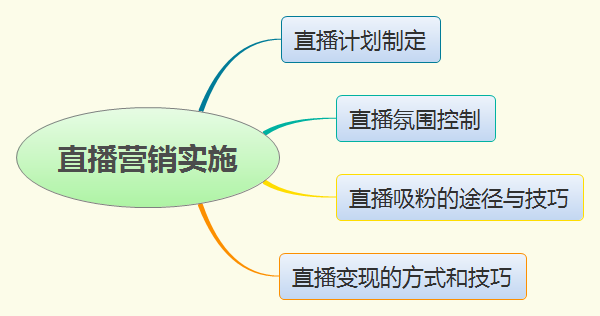 直播计划制定
直播氛围控制
直播营销实施
直播吸粉的途径与技巧
直播变现的方式和技巧